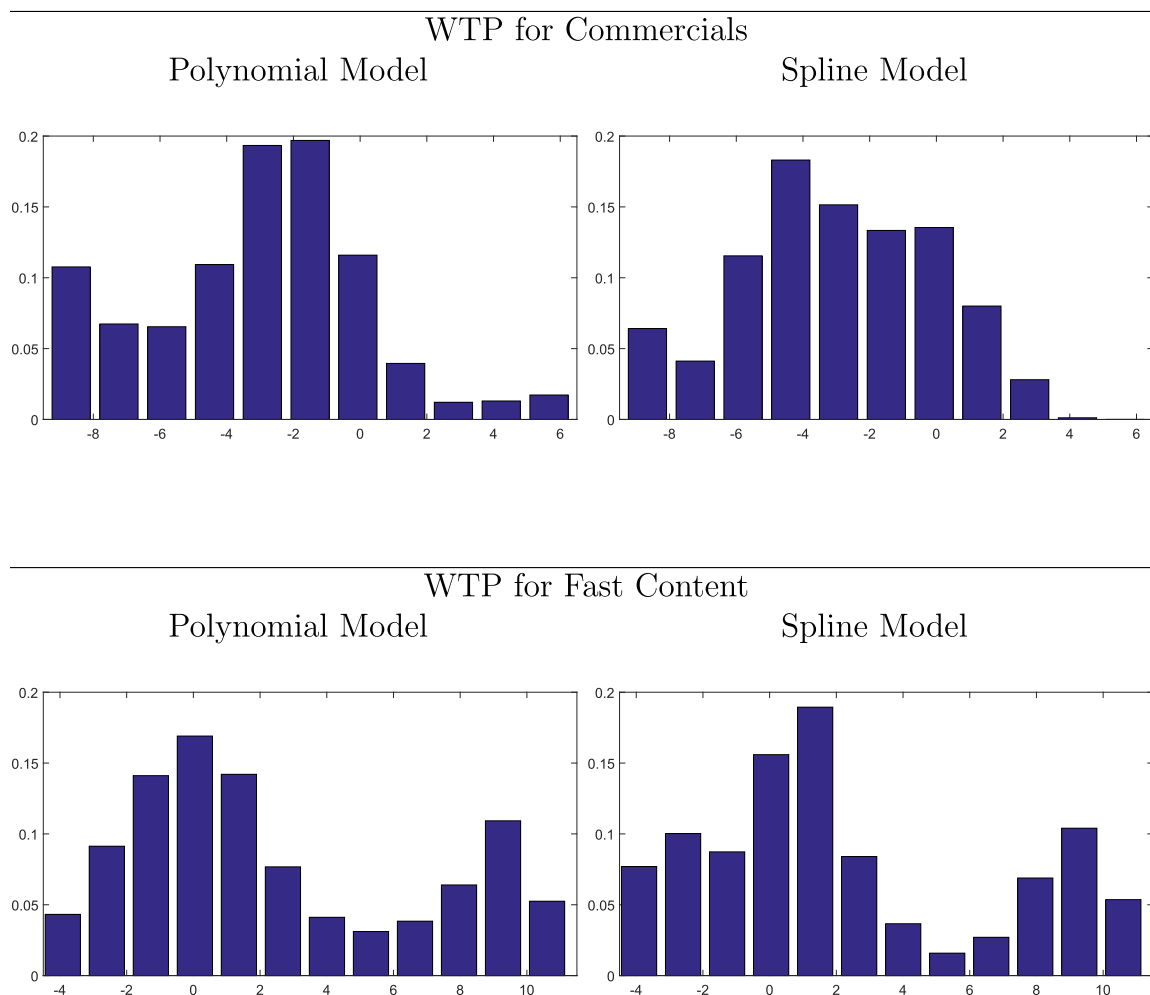 WTP for Commercials
Polynomial Model Spline Model
0.2 0.2
0.15 0.15
0.1 0.1
0.05 0.05
0 0
-8 -6 -4 -2 0 2 4 6 -8 -6 -4 -2 0 2 4 6
WTP for Fast Content
Polynomial Model Spline Model
0.2 0.2
0.15 0.15
0.1 0.1
0.05 0.05
0 0
-4 -2 0 2 4 6 8 10 -4 -2 0 2 4 6 8 10